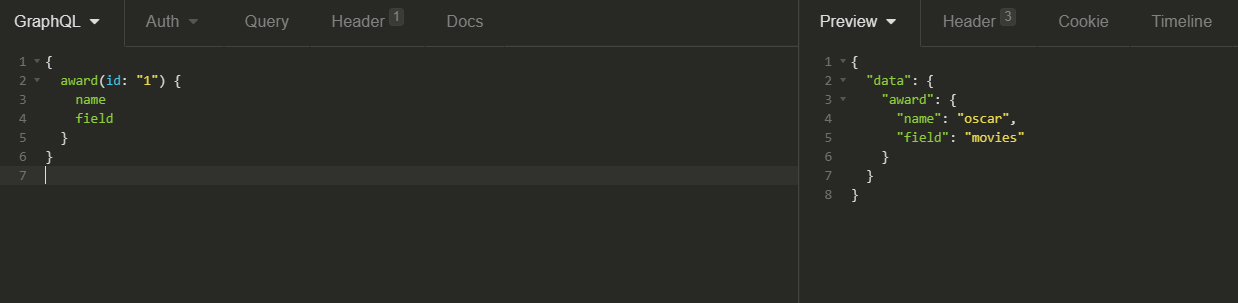 GraphQL Auth Query Header 1 Docs
1 {
2 award(id: "1") {
3 name
4 field
5 }
6 }
7
Preview Header 3 Cookie Timeline
1 {
2 "data": {
3 "award": {
4 "name": "oscar",
5 "field": "movies"
6 }
7 }
8 }